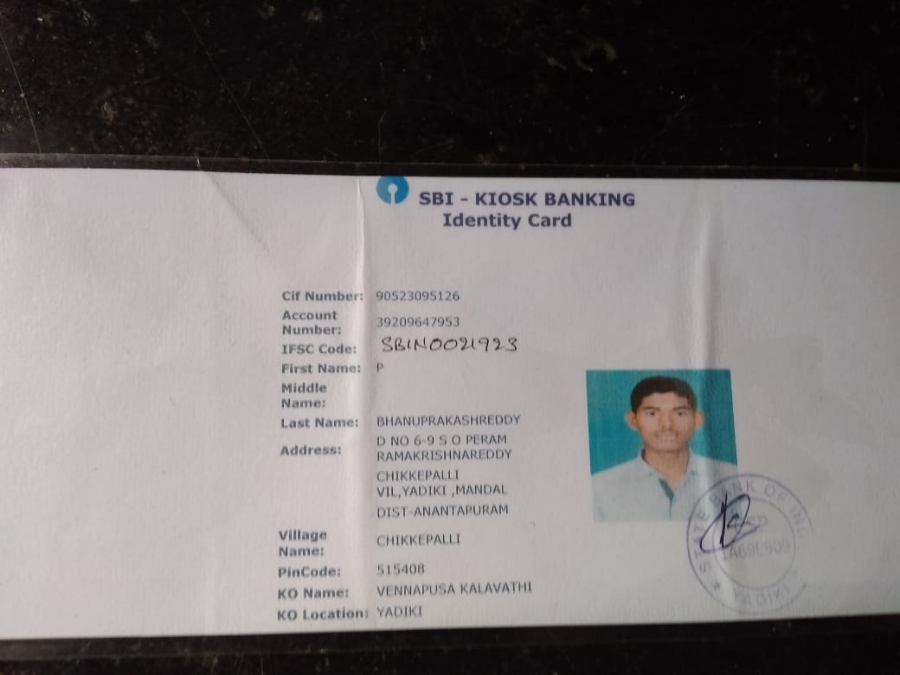 SBI - KIOSK BANKING
Identity Card
Cif Number: 90523095126
Account Number: 39209647953
IFSC Code: SBIN0021923
First Name: P
Middle Name:
Last Name: BHANUPRAKASHREDDY
Address: D NO 6-9 S O PERAM
RAMAKRISHNAREDDY
CHIKKEPALLI
VIL,YADIKI ,MANDAL
DIST-ANANTAPURAM
Village Name: CHIKKEPALLI
PinCode: 515408
KO Name: VENNAPUSA KALAVATHI
KO Location: YADIKI
STATE BANK OF
YADIKI